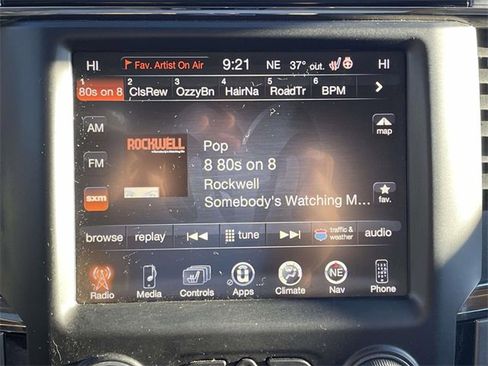 HI Fav. Artist On Air 9:21 NE 37° out. HI
1 2 3 4 5 6
80s on 8 ClsRew OzzyBn HairNa RoadTr BPM
AM
FM
sxm
ROCKWELL
Pop
8 80s on 8
Rockwell
Somebody's Watching M...
map
fav.
browse replay tune traffic & weather audio
NE
Radio Media Controls Apps Climate Nav Phone